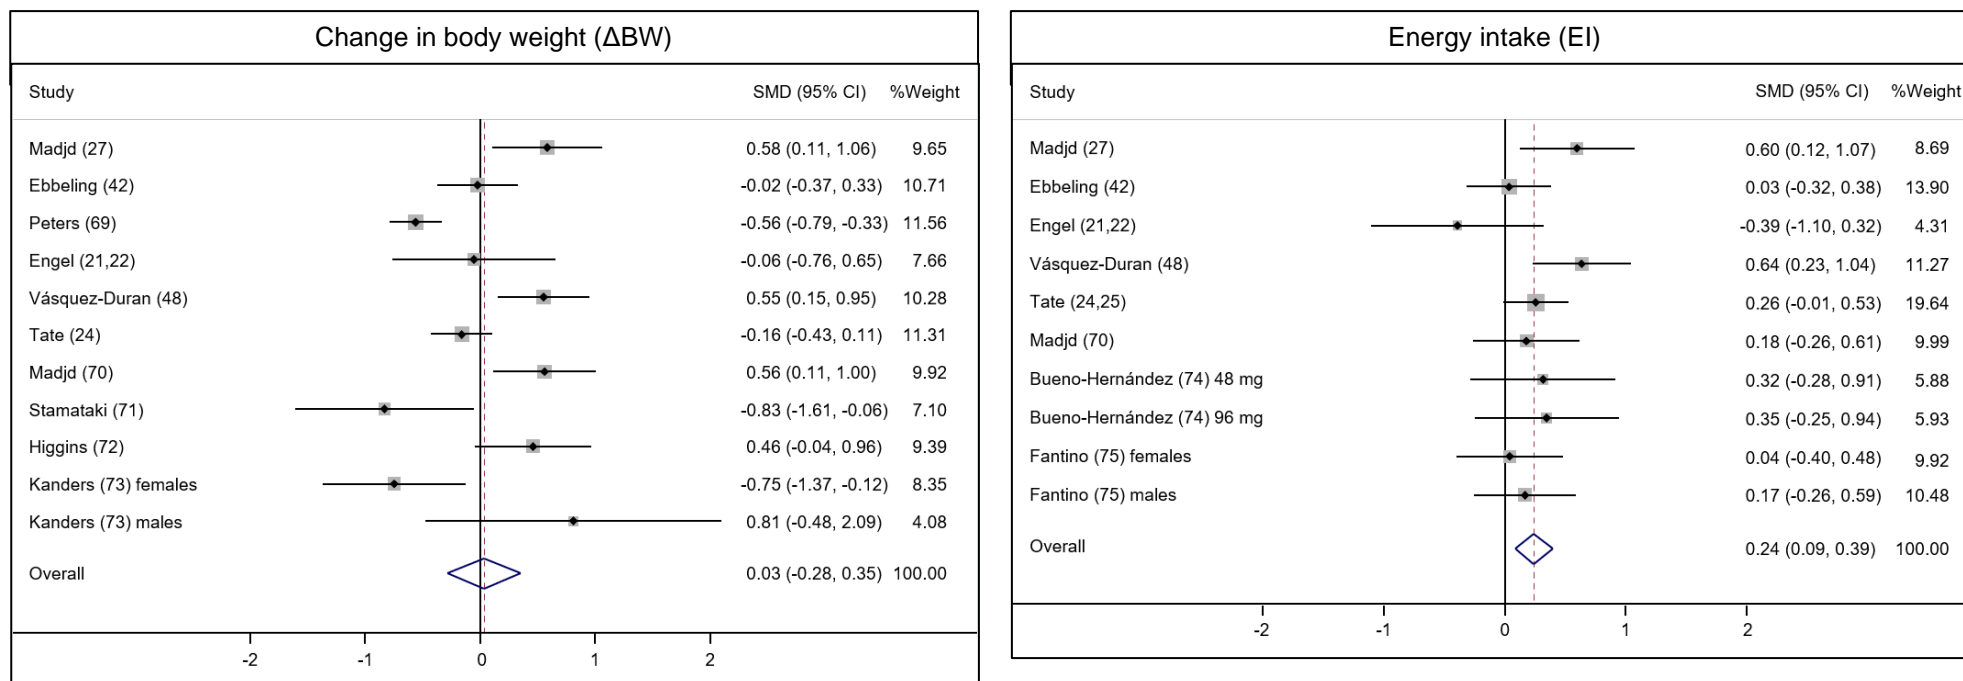 Change in body weight (ΔBW)
Study SMD (95% CI) %Weight
Madjd (27) 0.58 (0.11, 1.06) 9.65
Ebbeling (42) -0.02 (-0.37, 0.33) 10.71
Peters (69) -0.56 (-0.79, -0.33) 11.56
Engel (21,22) -0.06 (-0.76, 0.65) 7.66
Vásquez-Duran (48) 0.55 (0.15, 0.95) 10.28
Tate (24) -0.16 (-0.43, 0.11) 11.31
Madjd (70) 0.56 (0.11, 1.00) 9.92
Stamataki (71) -0.83 (-1.61, -0.06) 7.10
Higgins (72) 0.46 (-0.04, 0.96) 9.39
Kanders (73) females -0.75 (-1.37, -0.12) 8.35
Kanders (73) males 0.81 (-0.48, 2.09) 4.08
Overall 0.03 (-0.28, 0.35) 100.00
-2 -1 0 1 2
Energy intake (EI)
Study SMD (95% CI) %Weight
Madjd (27) 0.60 (0.12, 1.07) 8.69
Ebbeling (42) 0.03 (-0.32, 0.38) 13.90
Engel (21,22) -0.39 (-1.10, 0.32) 4.31
Vásquez-Duran (48) 0.64 (0.23, 1.04) 11.27
Tate (24,25) 0.26 (-0.01, 0.53) 19.64
Madjd (70) 0.18 (-0.26, 0.61) 9.99
Bueno-Hernández (74) 48 mg 0.32 (-0.28, 0.91) 5.88
Bueno-Hernández (74) 96 mg 0.35 (-0.25, 0.94) 5.93
Fantino (75) females 0.04 (-0.40, 0.48) 9.92
Fantino (75) males 0.17 (-0.26, 0.59) 10.48
Overall 0.24 (0.09, 0.39) 100.00
-2 -1 0 1 2